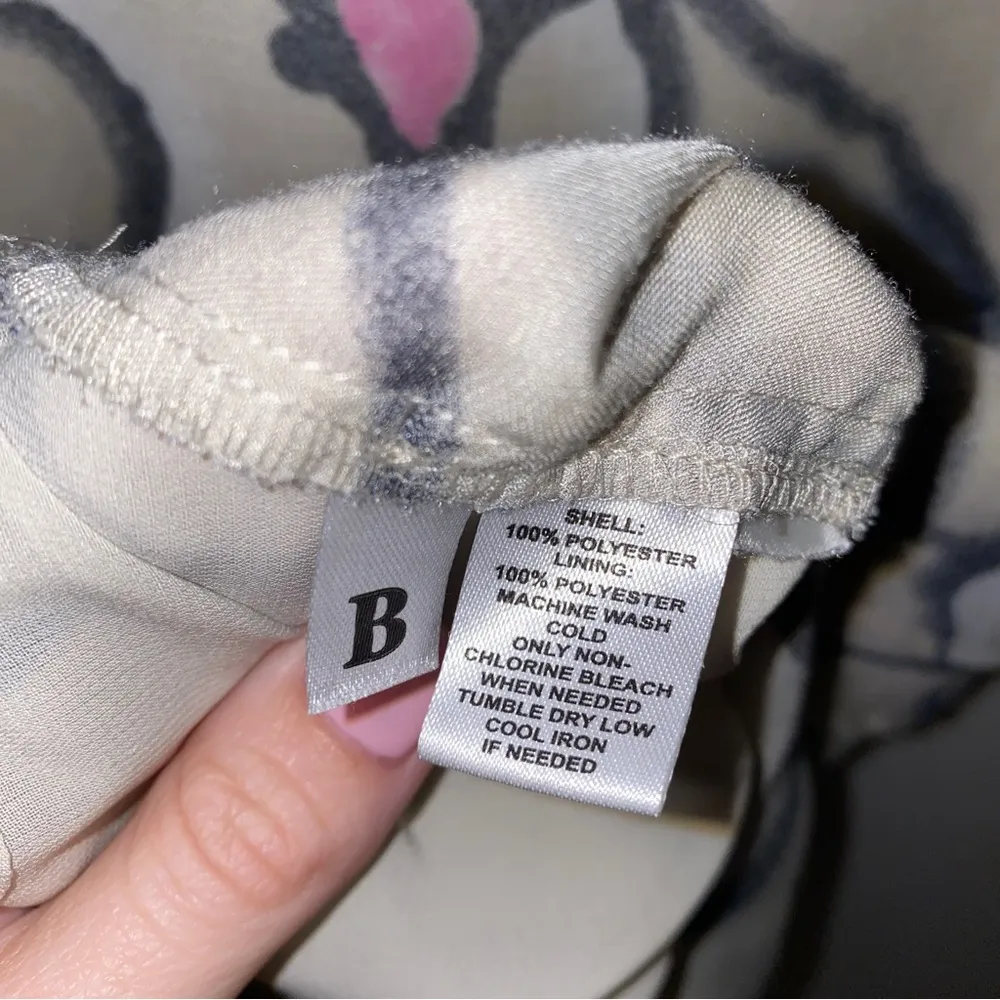 B
SHELL:
100% POLYESTER
LINING:
100% POLYESTER
MACHINE WASH
COLD
ONLY NON-
CHLORINE BLEACH
WHEN NEEDED
TUMBLE DRY LOW
COOL IRON
IF NEEDED